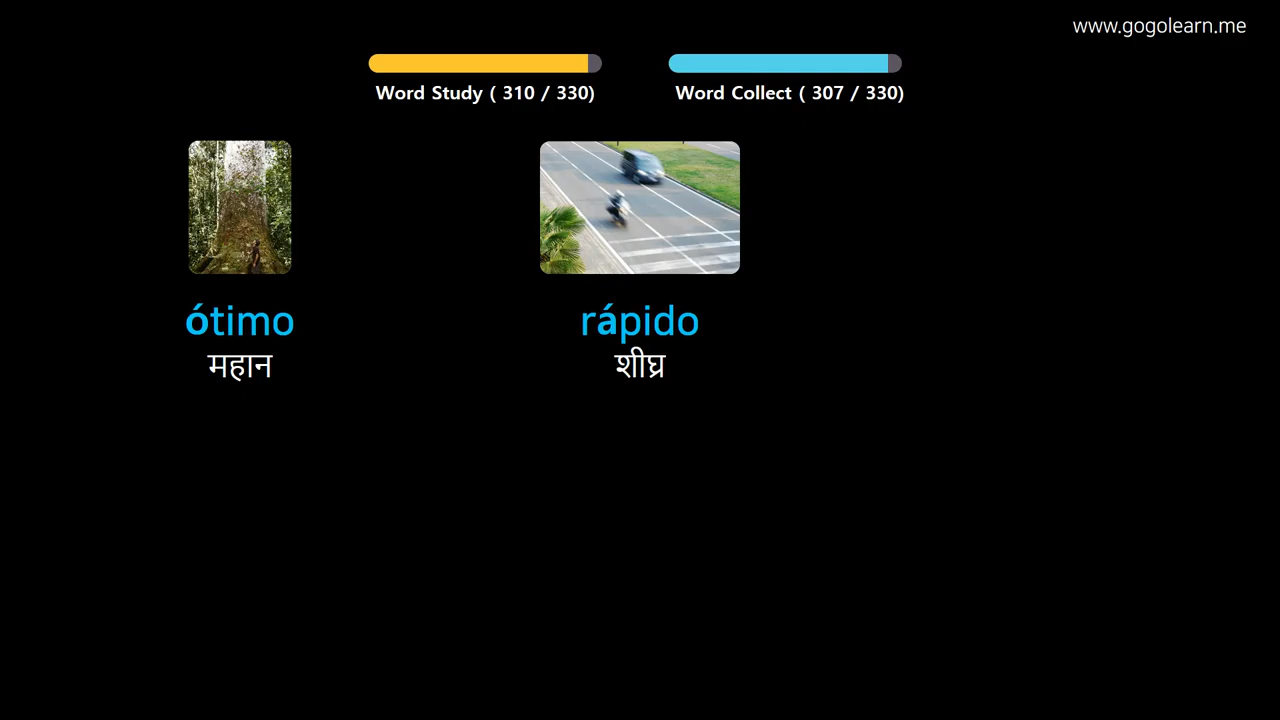 www.gogolearn.me
Word Study ( 310 / 330)
Word Collect ( 307 / 330)
ótimo
महान
rápido
शीघ्र